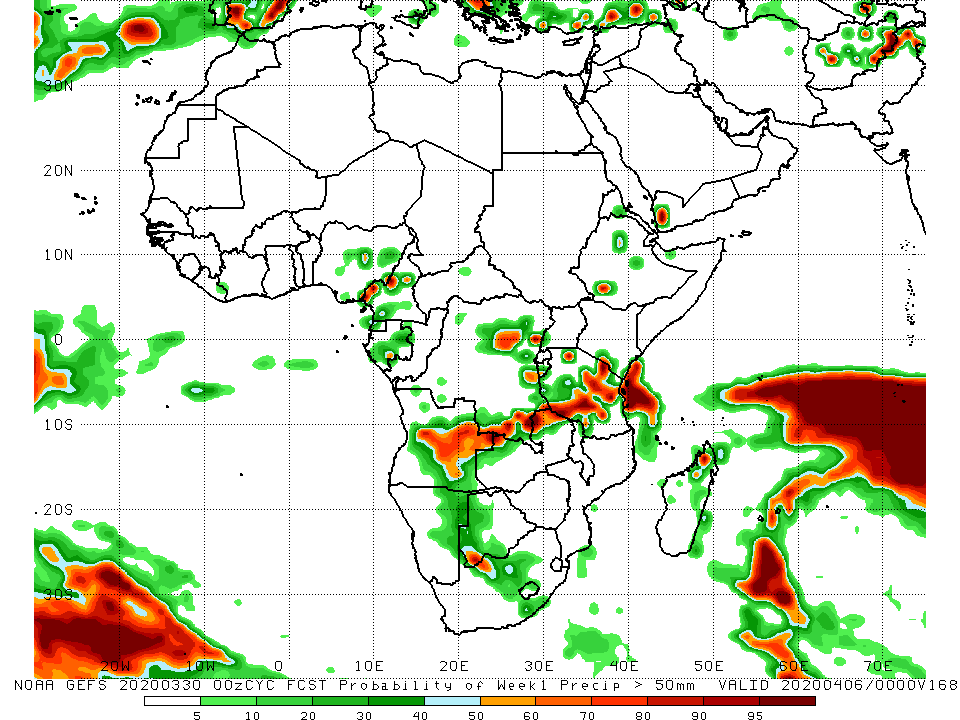 30N
20N
10N
0
10S
.20S
30S
20W 10W 0 10E 20E 30E 40E 50E 60E 70E
NOAA GEFS 20200330 00zCYC FCST Probability of Week1 Precip > 50mm VALID 20200406/0000V168
5 10 20 30 40 50 60 70 80 90 95